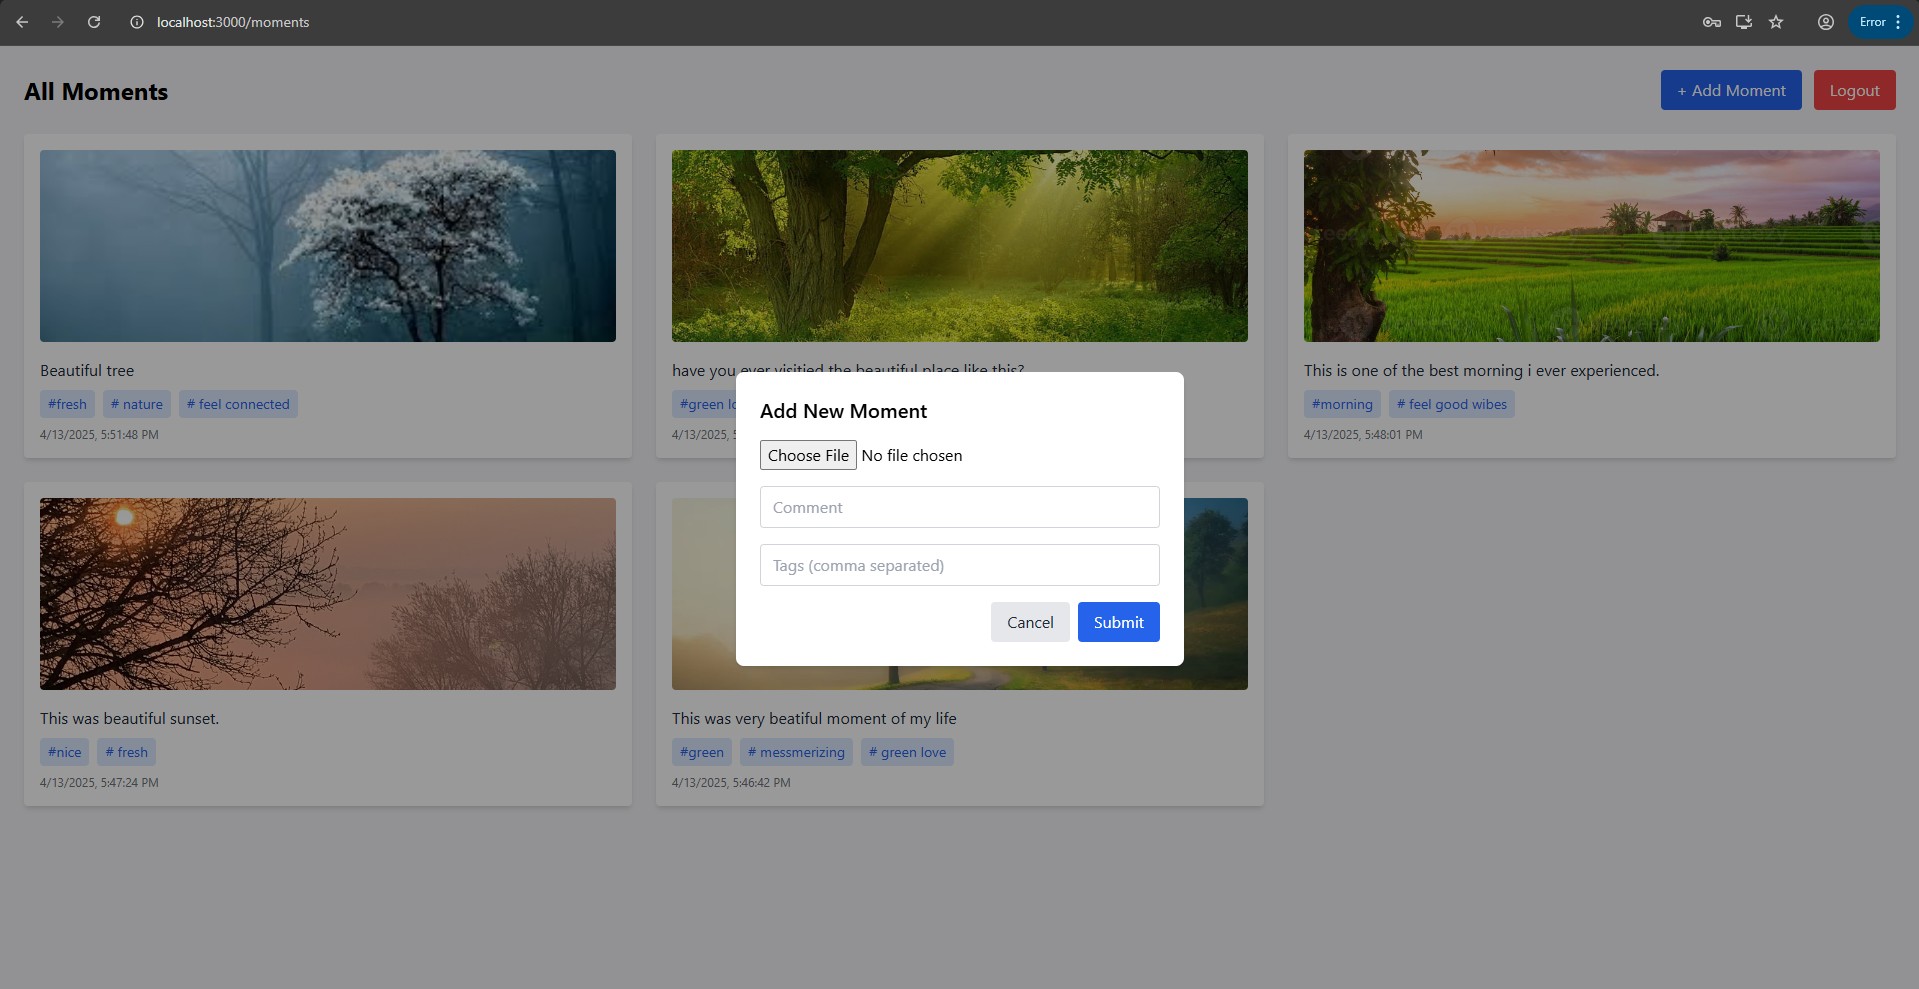 localhost:3000/moments
Error
All Moments
+ Add Moment
Logout
Beautiful tree
#fresh # nature # feel connected
4/13/2025, 5:51:48 PM
have you ever visitied the beautiful place like this?
#green
4/13/2025,
This is one of the best morning i ever experienced.
#morning # feel good wibes
4/13/2025, 5:48:01 PM
Add New Moment
Choose File No file chosen
Comment
Tags (comma separated)
Cancel Submit
This was beautiful sunset.
#nice # fresh
4/13/2025, 5:47:24 PM
This was very beatiful moment of my life
#green # messmerizing # green love
4/13/2025, 5:46:42 PM